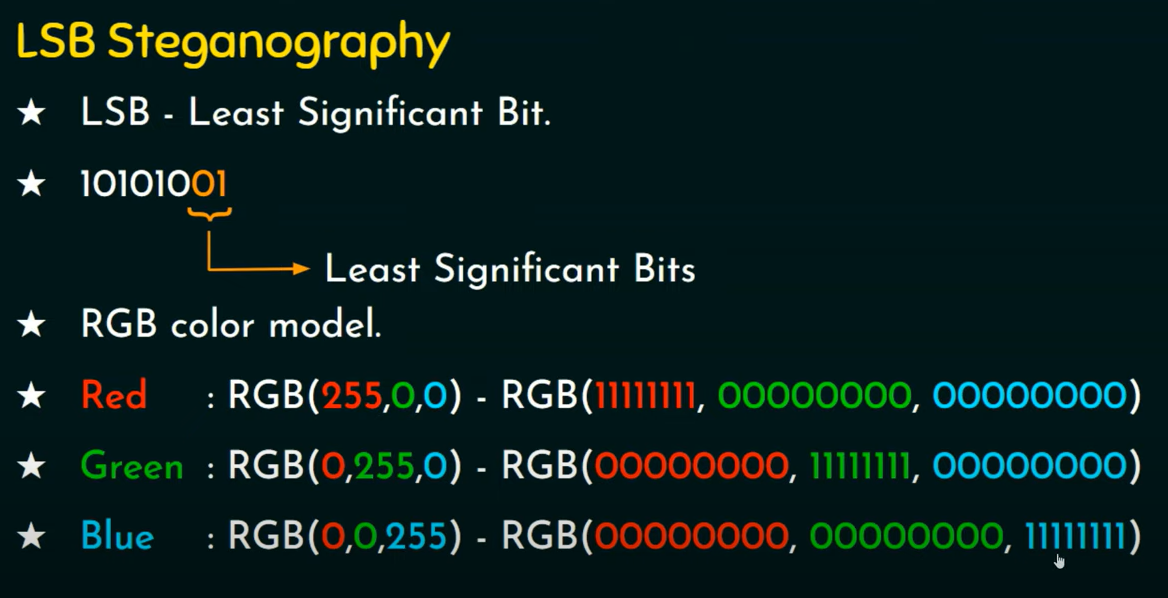 LSB Steganography
★ LSB - Least Significant Bit.
★ 10101001
Least Significant Bits
★ RGB color model.
★ Red : RGB(255,0,0) - RGB(11111111, 00000000, 00000000)
★ Green : RGB(0,255,0) - RGB(00000000, 11111111, 00000000)
★ Blue : RGB(0,0,255) - RGB(00000000, 00000000, 11111111)